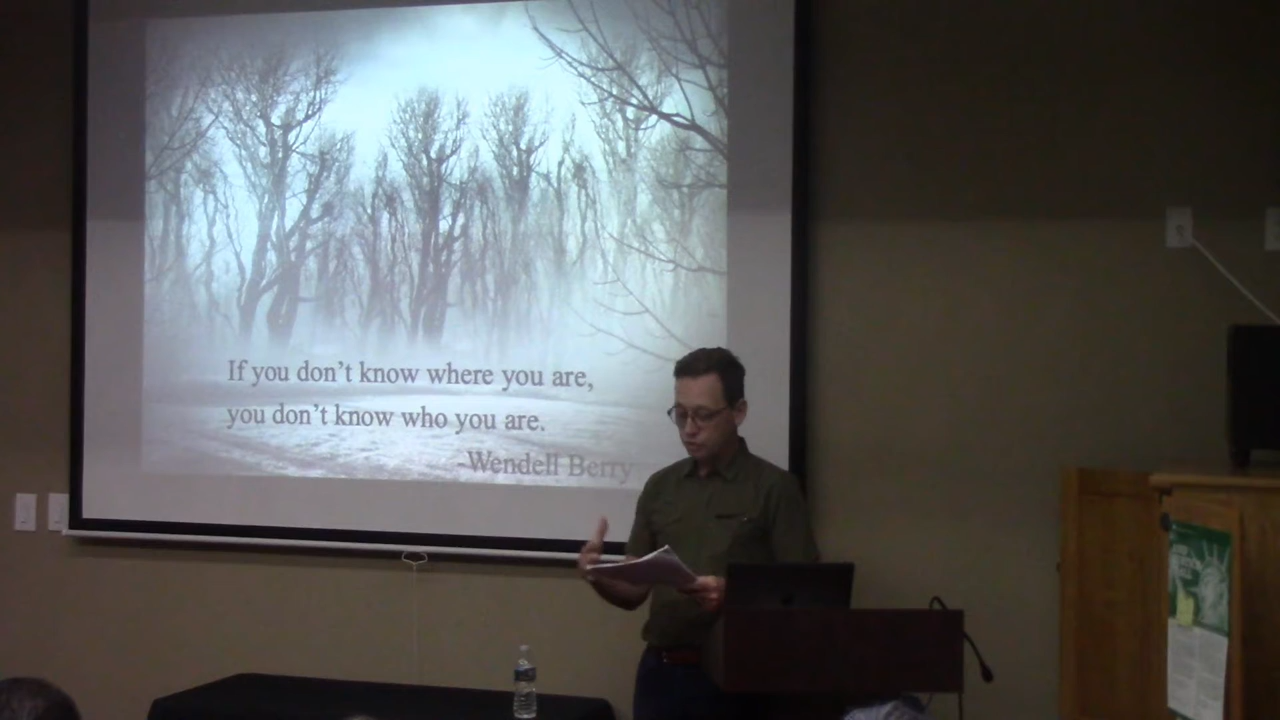 If you don't know where you are,
you don't know who you are.
-Wendell Berry